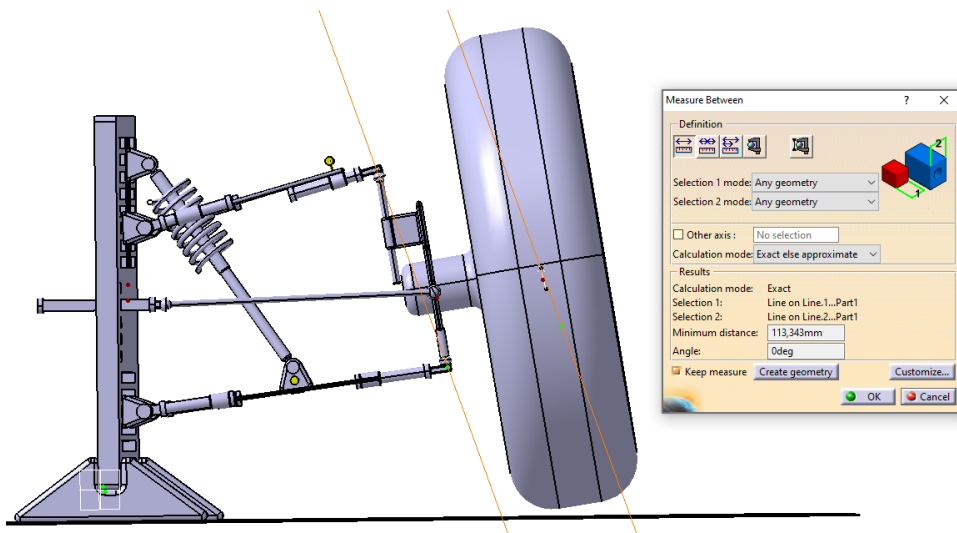 Measure Between ? X
Definition
Selection 1 mode: Any geometry
Selection 2 mode: Any geometry
2
1
Other axis : No selection
Calculation mode: Exact else approximate
Results
Calculation mode: Exact
Selection 1: Line on Line.1...Part1
Selection 2: Line on Line.2...Part1
Minimum distance: 113,343mm
Angle: 0deg
Keep measure Create geometry Customize...
OK Cancel